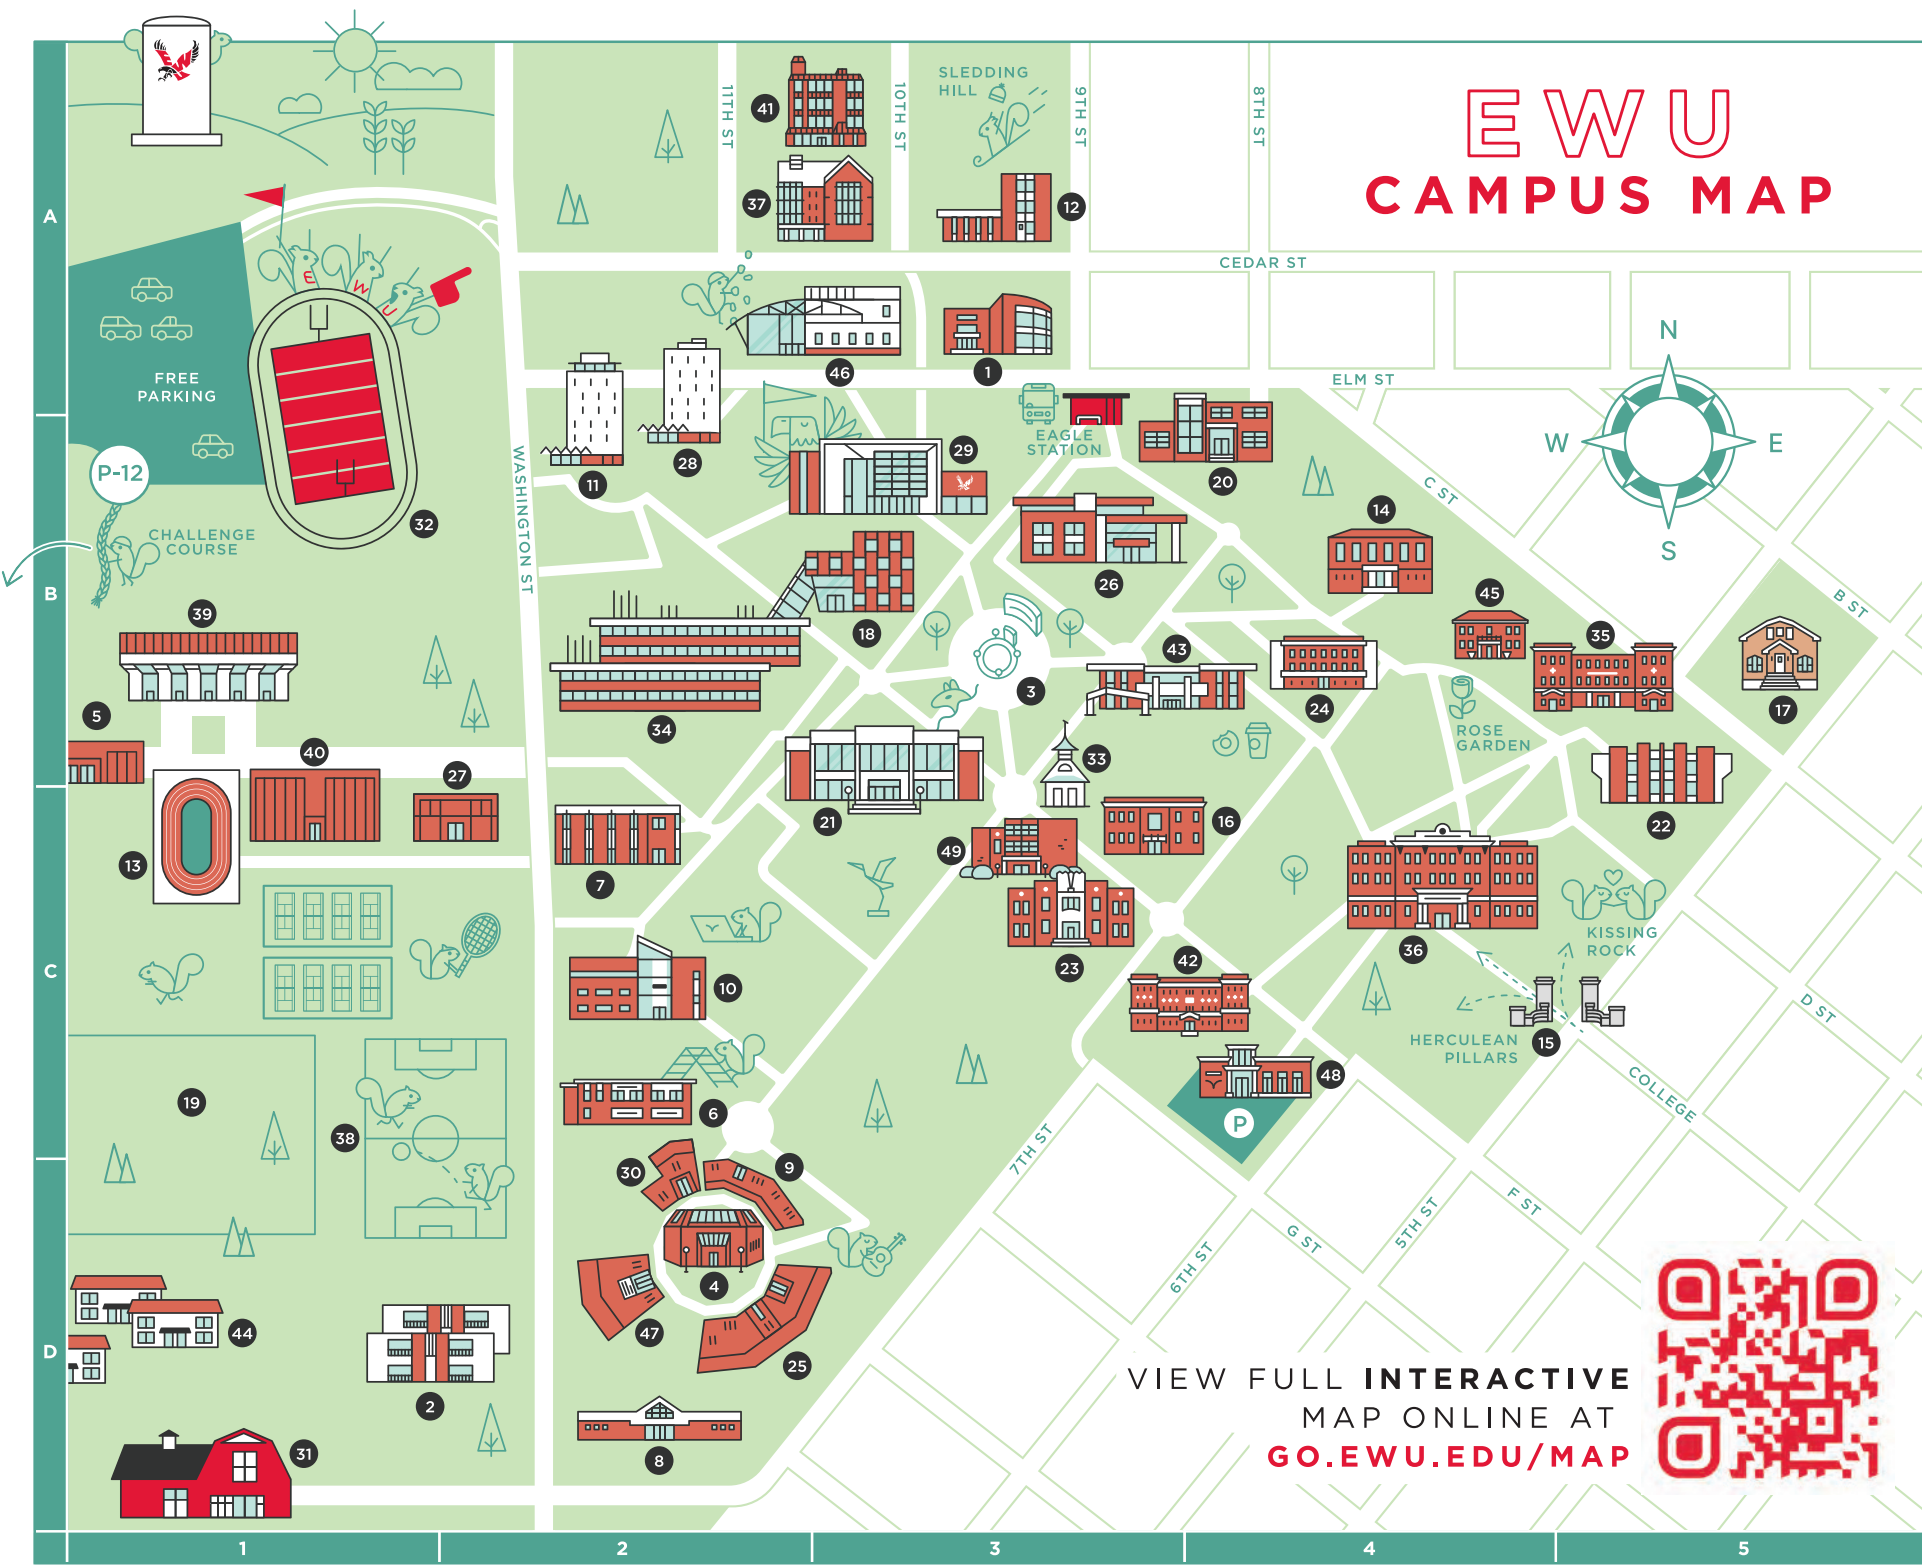 EWU
CAMPUS MAP
SLEDDING
HILL
11TH ST
10TH ST
9TH ST
8TH ST
41
37
12
A
CEDAR ST
E
W
U
FREE
PARKING
46
1
ELM ST
N
W
E
S
EAGLE
STATION
P-12
11
28
29
20
C ST
14
32
CHALLENGE
COURSE
WASHINGTON ST
26
B
39
18
45
35
B ST
43
3
24
17
5
34
ROSE
GARDEN
40
27
33
21
16
22
13
7
49
36
KISSING
ROCK
C
10
23
42
D ST
HERCULEAN
PILLARS
15
19
38
6
48
P
COLLEGE
7TH ST
30
9
F ST
5TH ST
G ST
6TH ST
4
44
47
25
D
2
VIEW FULL INTERACTIVE
MAP ONLINE AT
GO.EWU.EDU/MAP
31
8
1
2
3
4
5